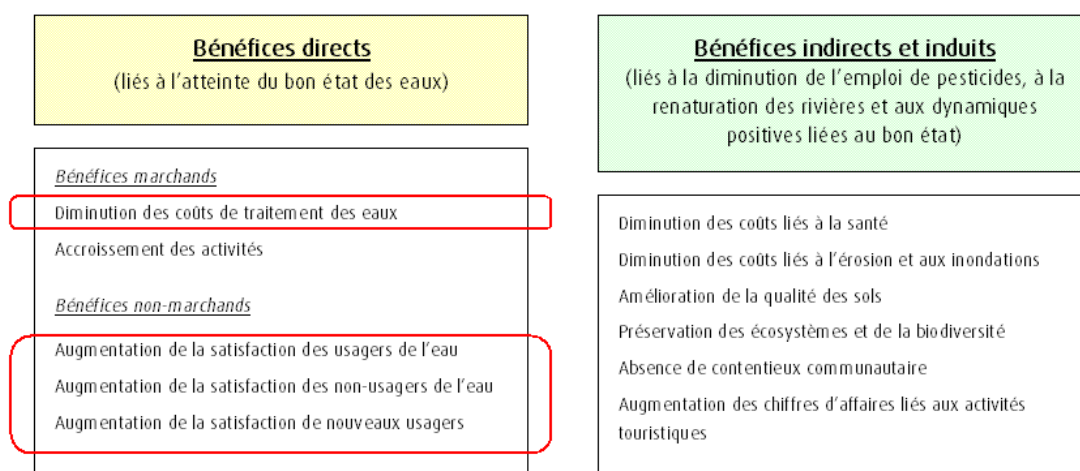 Bénéfices directs
(liés à l'atteinte du bon état des eaux)
Bénéfices marchands
Diminution des coûts de traitement des eaux
Accroissement des activités
Bénéfices non-marchands
Augmentation de la satisfaction des usagers de l'eau
Augmentation de la satisfaction des non-usagers de l'eau
Augmentation de la satisfaction de nouveaux usagers
Bénéfices indirects et induits
(liés à la diminution de l'emploi de pesticides, à la
renaturation des rivières et aux dynamiques
positives liées au bon état)
Diminution des coûts liés à la santé
Diminution des coûts liés à l'érosion et aux inondations
Amélioration de la qualité des sols
Préservation des écosystèmes et de la biodiversité
Absence de contentieux communautaire
Augmentation des chiffres d'affaires liés aux activités
touristiques